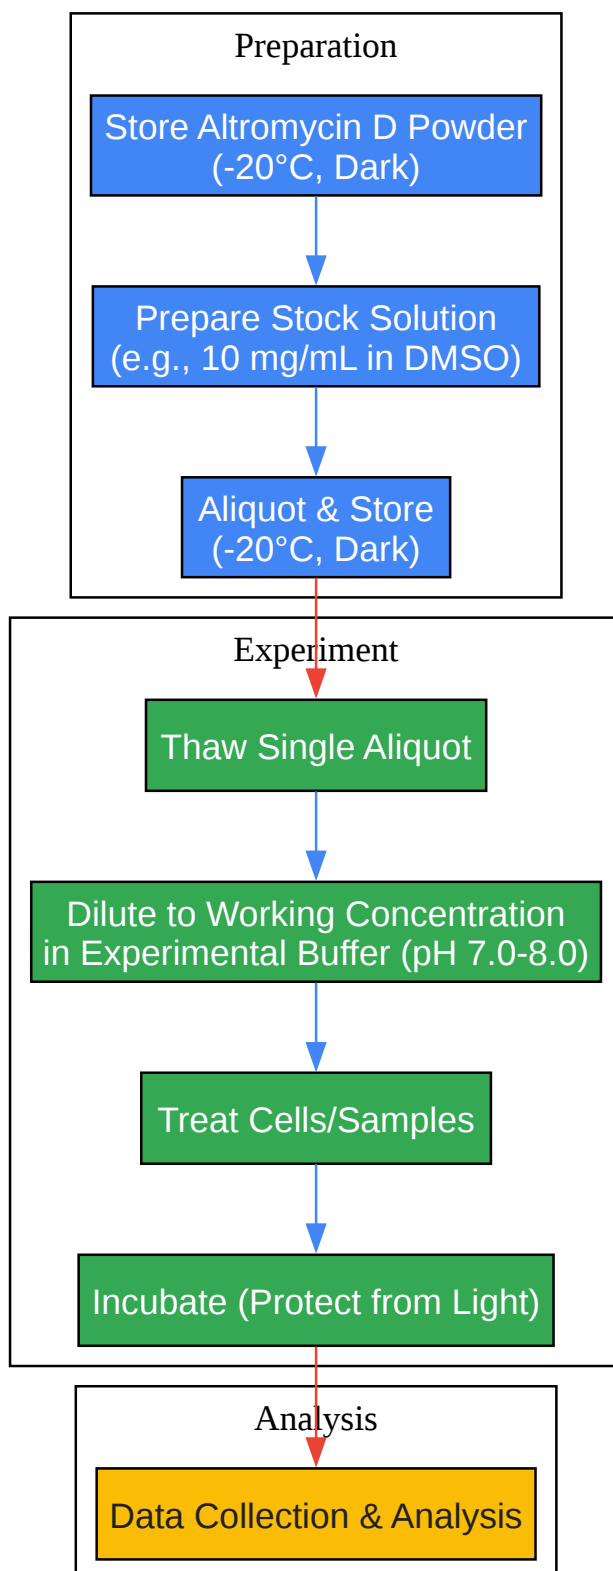 Preparation
Store Altromycin D Powder
(-20°C, Dark)
Prepare Stock Solution
(e.g., 10 mg/mL in DMSO)
Aliquot & Store
(-20°C, Dark)
Experiment
Thaw Single Aliquot
Dilute to Working Concentration
in Experimental Buffer (pH 7.0-8.0)
Treat Cells/Samples
Incubate (Protect from Light)
Analysis
Data Collection & Analysis